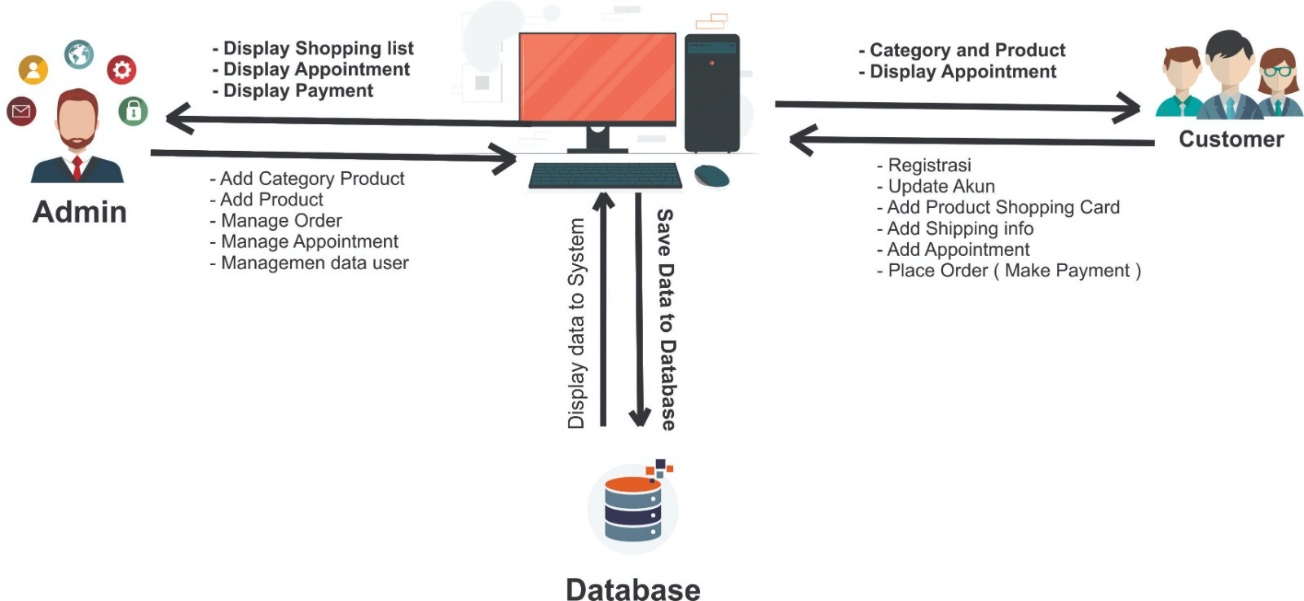 - Display Shopping list
- Display Appointment
- Display Payment
Admin
- Add Category Product
- Add Product
- Manage Order
- Manage Appointment
- Managemen data user
- Category and Product
- Display Appointment
Customer
- Registrasi
- Update Akun
- Add Product Shopping Card
- Add Shipping info
- Add Appointment
- Place Order ( Make Payment )
Display data to System
Save Data to Database
Database